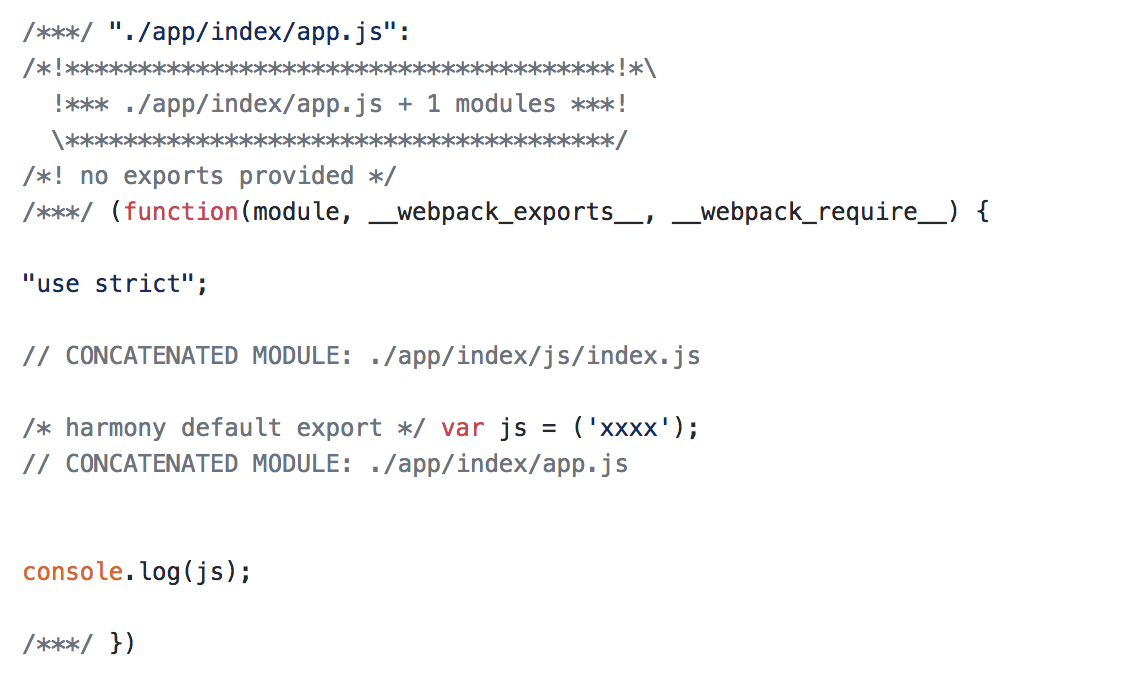 /***/ "./app/index/app.js":
/*!**************************************!*\
  !*** ./app/index/app.js + 1 modules ***!
  \**************************************/
/*! no exports provided */
/***/ (function(module, __webpack_exports__, __webpack_require__) {
"use strict";
// CONCATENATED MODULE: ./app/index/js/index.js
/* harmony default export */ var js = ('xxxx');
// CONCATENATED MODULE: ./app/index/app.js
console.log(js);
/***/ })